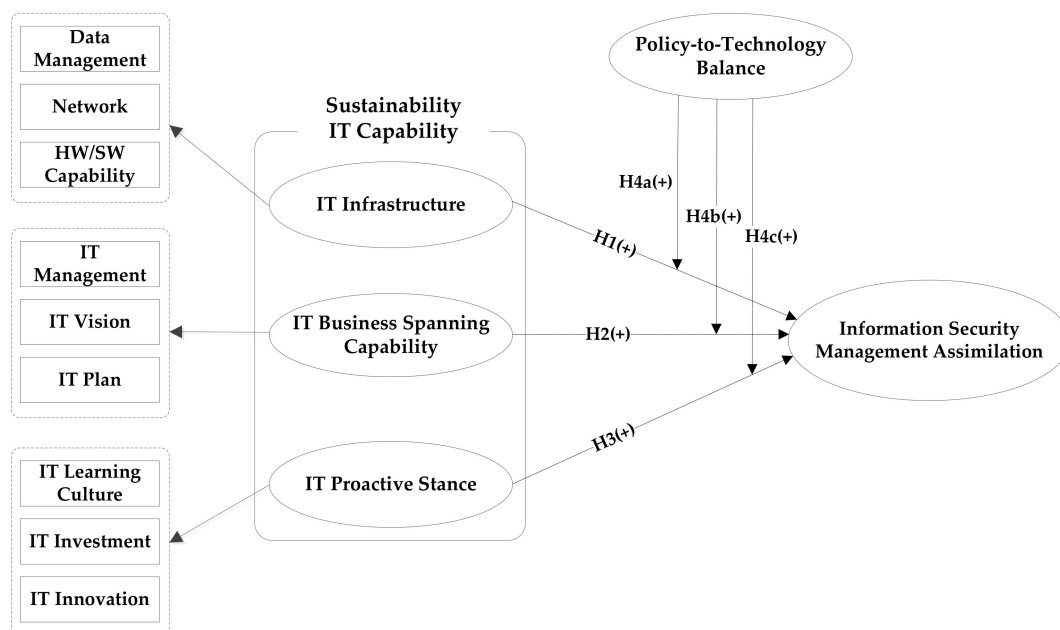 Data
Management
Network
HW/SW
Capability
IT
Management
IT Vision
IT Plan
IT Learning
Culture
IT Investment
IT Innovation
Sustainability
IT Capability
IT Infrastructure
IT Business Spanning
Capability
IT Proactive Stance
Policy-to-Technology
Balance
H4a(+)
H4b(+)
H4c(+)
H1(+)
H2(+)
H3(+)
Information Security
Management Assimilation